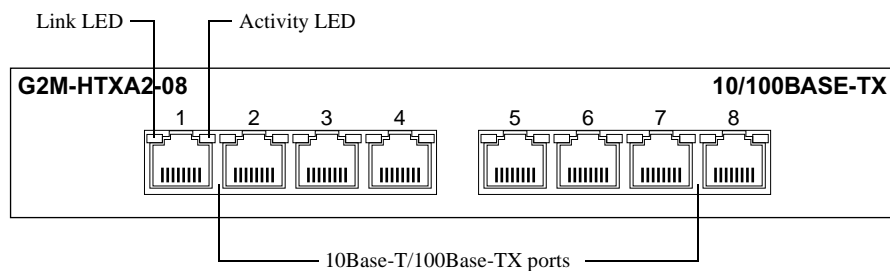 Link LED Activity LED
G2M-HTXA2-08 10/100BASE-TX
1 2 3 4 5 6 7 8
10Base-T/100Base-TX ports